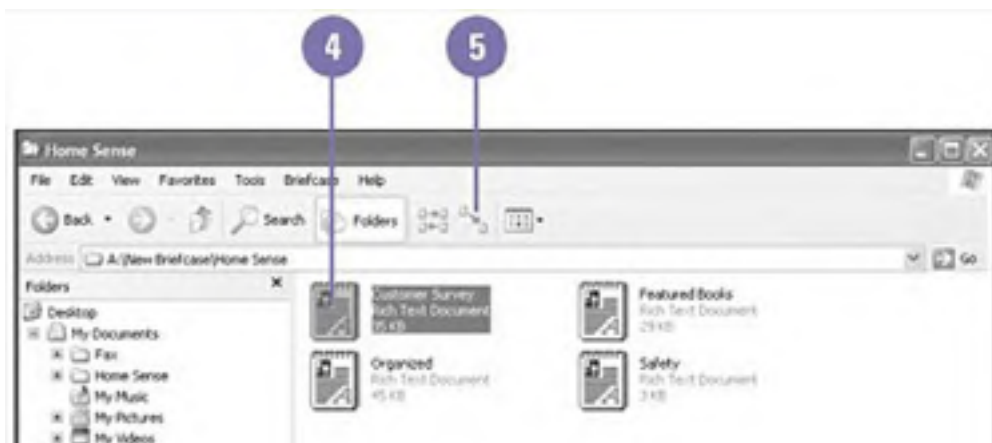 4 5
Home Sense
File Edit View Favorites Tools Briefcase Help
Back Search Folders
Address A:\New Briefcase\Home Sense Go
Folders
Desktop
My Documents
Fax
Home Sense
My Music
My Pictures
My Videos
Customer Survey
Rich Text Document
95 KB
Featured Books
Rich Text Document
29 KB
Organized
Rich Text Document
45 KB
Safety
Rich Text Document
3 KB